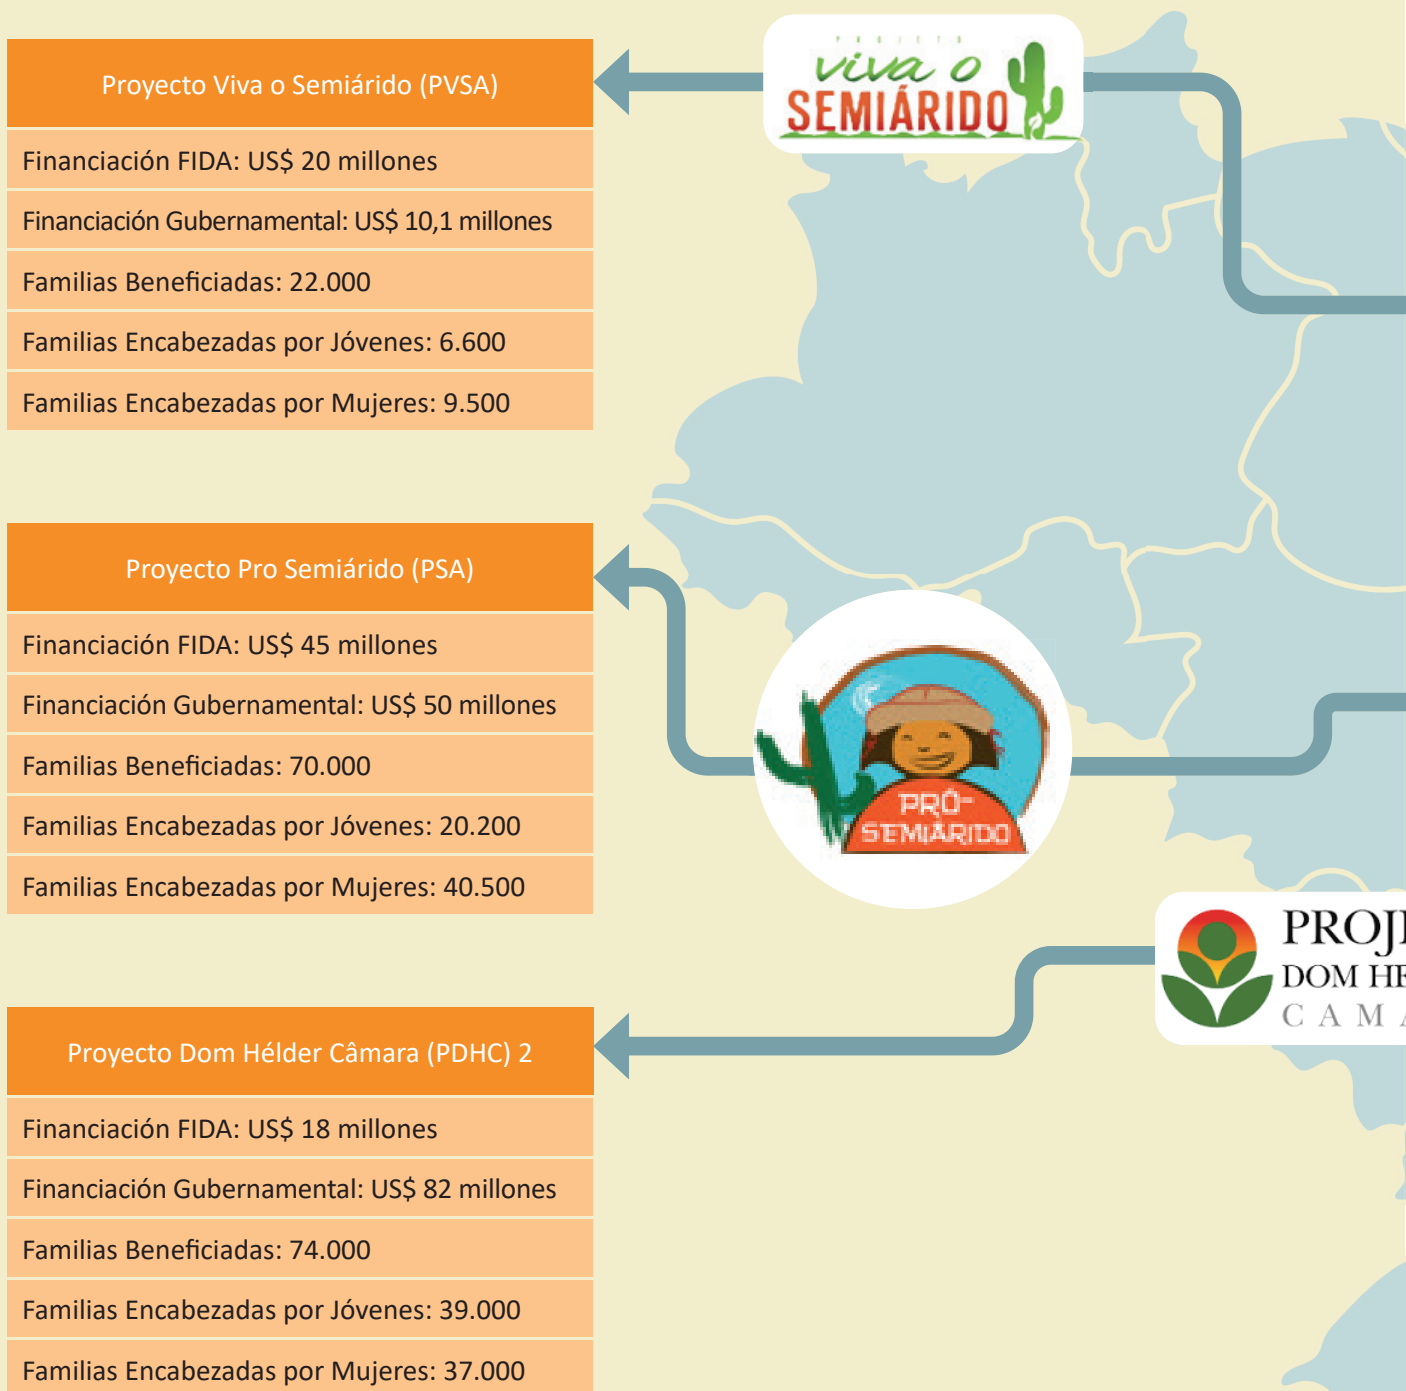 Proyecto Viva o Semiárido (PVSA)
Financiación FIDA: US$ 20 millones
Financiación Gubernamental: US$ 10,1 millones
Familias Beneficiadas: 22.000
Familias Encabezadas por Jóvenes: 6.600
Familias Encabezadas por Mujeres: 9.500
PROJETO
viva o
SEMIÁRIDO
Proyecto Pro Semiárido (PSA)
Financiación FIDA: US$ 45 millones
Financiación Gubernamental: US$ 50 millones
Familias Beneficiadas: 70.000
Familias Encabezadas por Jóvenes: 20.200
Familias Encabezadas por Mujeres: 40.500
PRÓ-
SEMIÁRIDO
Proyecto Dom Hélder Câmara (PDHC) 2
Financiación FIDA: US$ 18 millones
Financiación Gubernamental: US$ 82 millones
Familias Beneficiadas: 74.000
Familias Encabezadas por Jóvenes: 39.000
Familias Encabezadas por Mujeres: 37.000
DOM